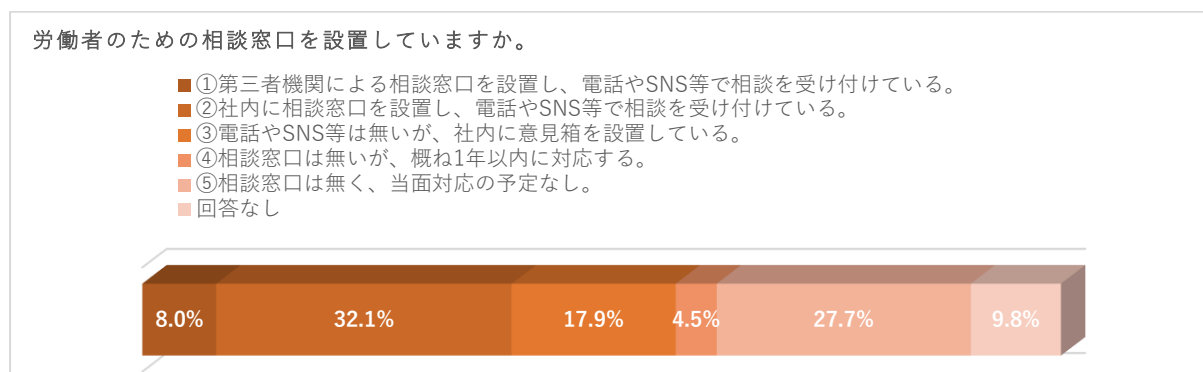 労働者のための相談窓口を設置していますか。
①第三者機関による相談窓口を設置し、電話やSNS等で相談を受け付けている。
②社内に相談窓口を設置し、電話やSNS等で相談を受け付けている。
③電話やSNS等は無いが、社内に意見箱を設置している。
④相談窓口は無いが、概ね1年以内に対応する。
⑤相談窓口は無く、当面対応の予定なし。
回答なし
8.0% 32.1% 17.9% 4.5% 27.7% 9.8%